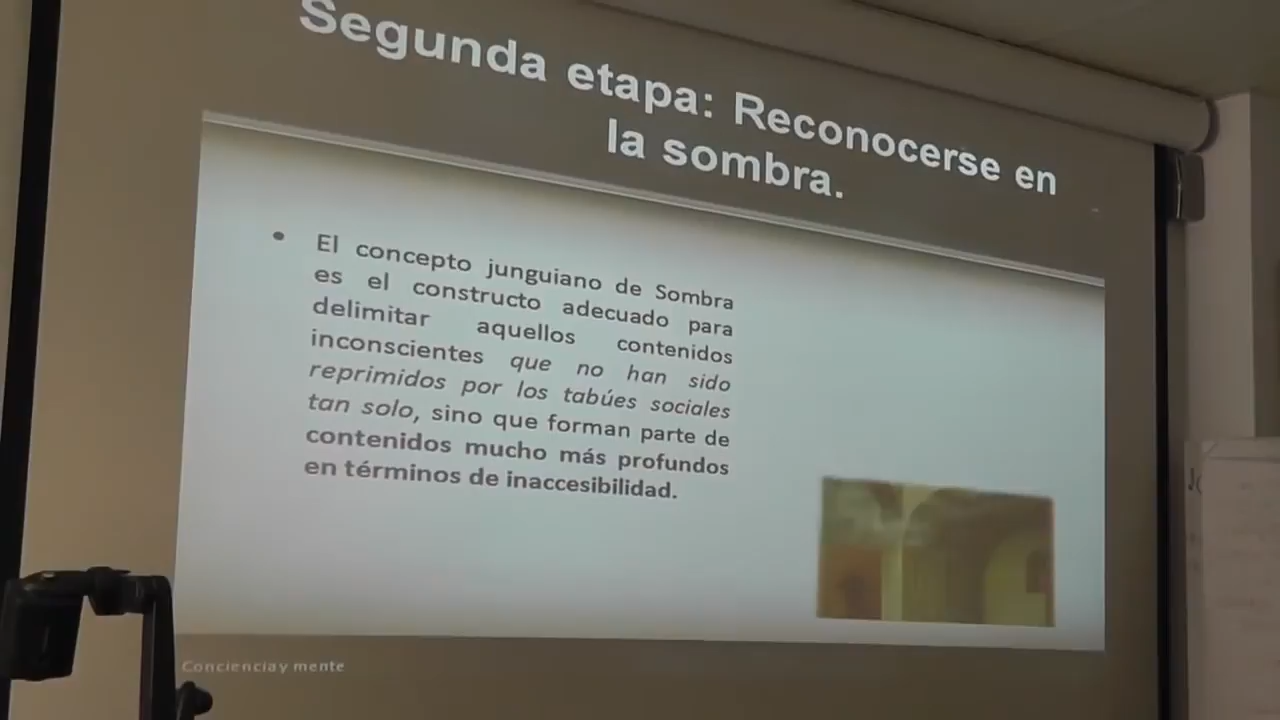 Segunda etapa: Reconocerse en
la sombra.
• El concepto junguiano de Sombra
es el constructo adecuado para
delimitar aquellos contenidos
inconscientes que no han sido
reprimidos por los tabúes sociales
tan solo, sino que forman parte de
contenidos mucho más profundos
en términos de inaccesibilidad.
Conciencia y mente